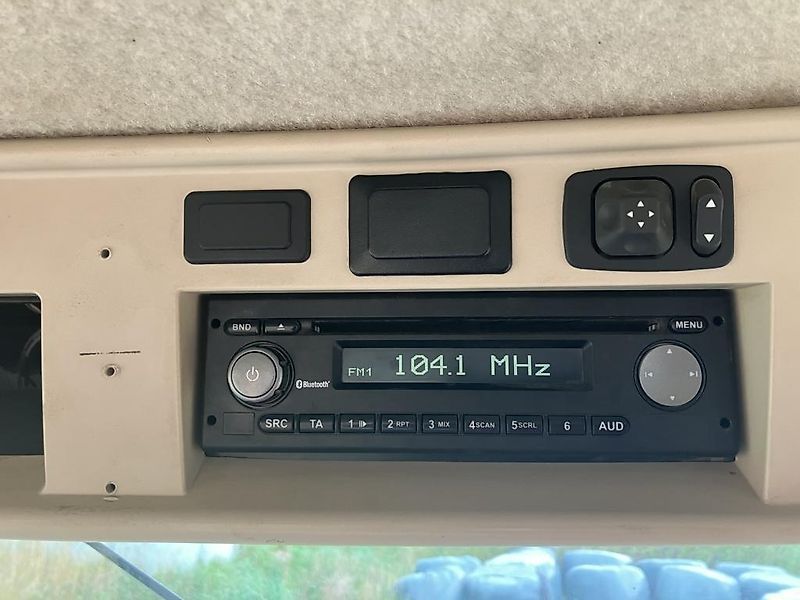 BND
MENU
FM1 104.1 MHz
Bluetooth
SRC TA 1 2 RPT 3 MIX 4 SCAN 5 SCRL 6 AUD